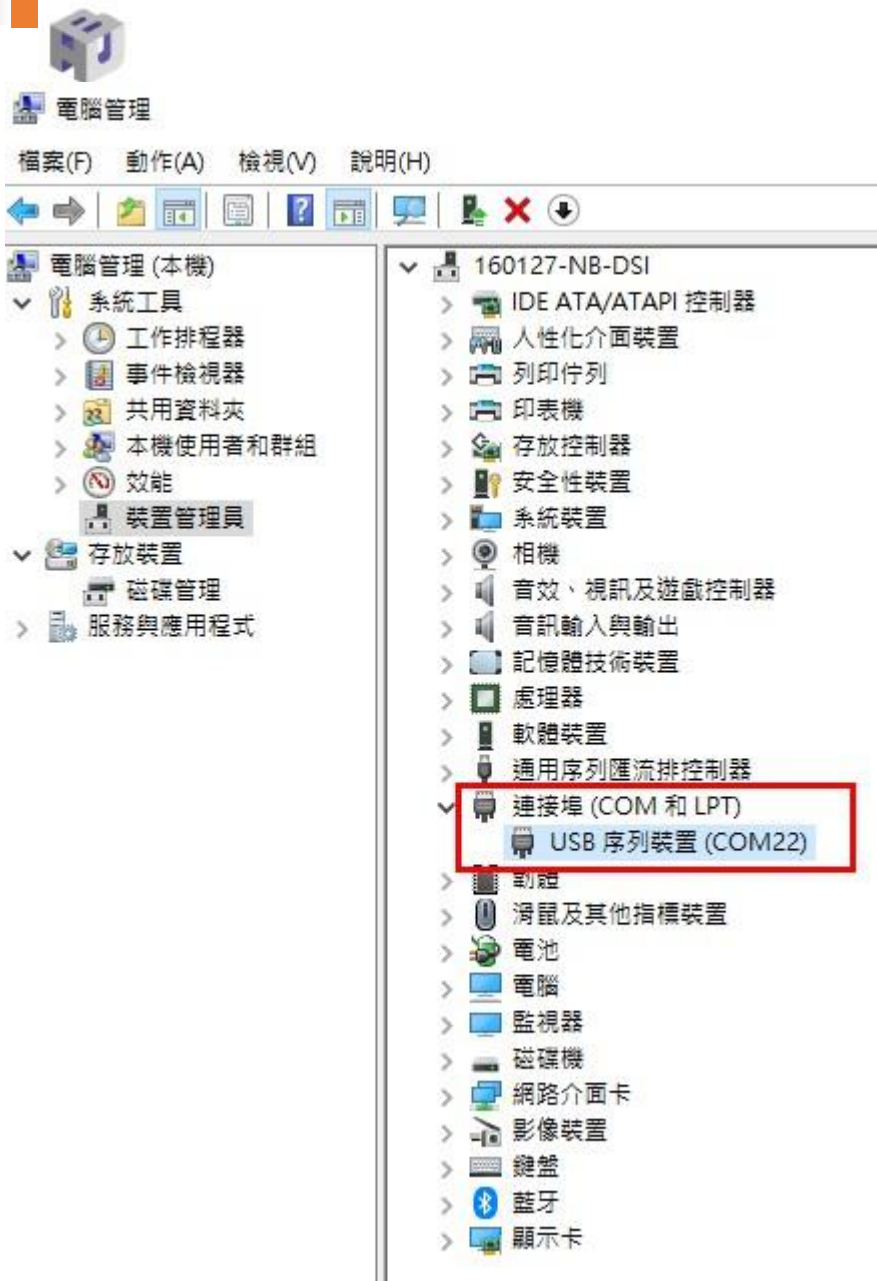 電腦管理
檔案(F) 動作(A) 檢視(V) 說明(H)
電腦管理 (本機)
系統工具
工作排程器
事件檢視器
共用資料夾
本機使用者和群組
效能
裝置管理員
存放裝置
磁碟管理
服務與應用程式
160127-NB-DSI
IDE ATA/ATAPI 控制器
人性化介面裝置
列印佇列
印表機
存放控制器
安全性裝置
系統裝置
相機
音效、視訊及遊戲控制器
音訊輸入與輸出
記憶體技術裝置
處理器
軟體裝置
通用序列匯流排控制器
連接埠 (COM 和 LPT)
USB 序列裝置 (COM22)
韌體
滑鼠及其他指標裝置
電池
電腦
監視器
磁碟機
網路介面卡
影像裝置
鍵盤
藍牙
顯示卡